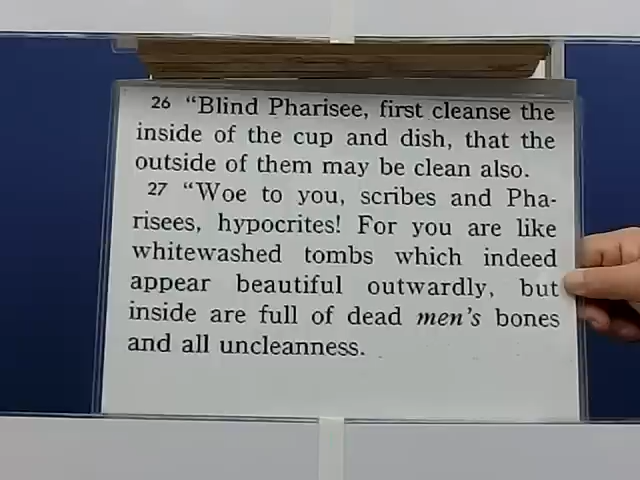 26 “Blind Pharisee, first cleanse the
inside of the cup and dish, that the
outside of them may be clean also.
27 “Woe to you, scribes and Pha-
risees, hypocrites! For you are like
whitewashed tombs which indeed
appear beautiful outwardly, but
inside are full of dead men’s bones
and all uncleanness.